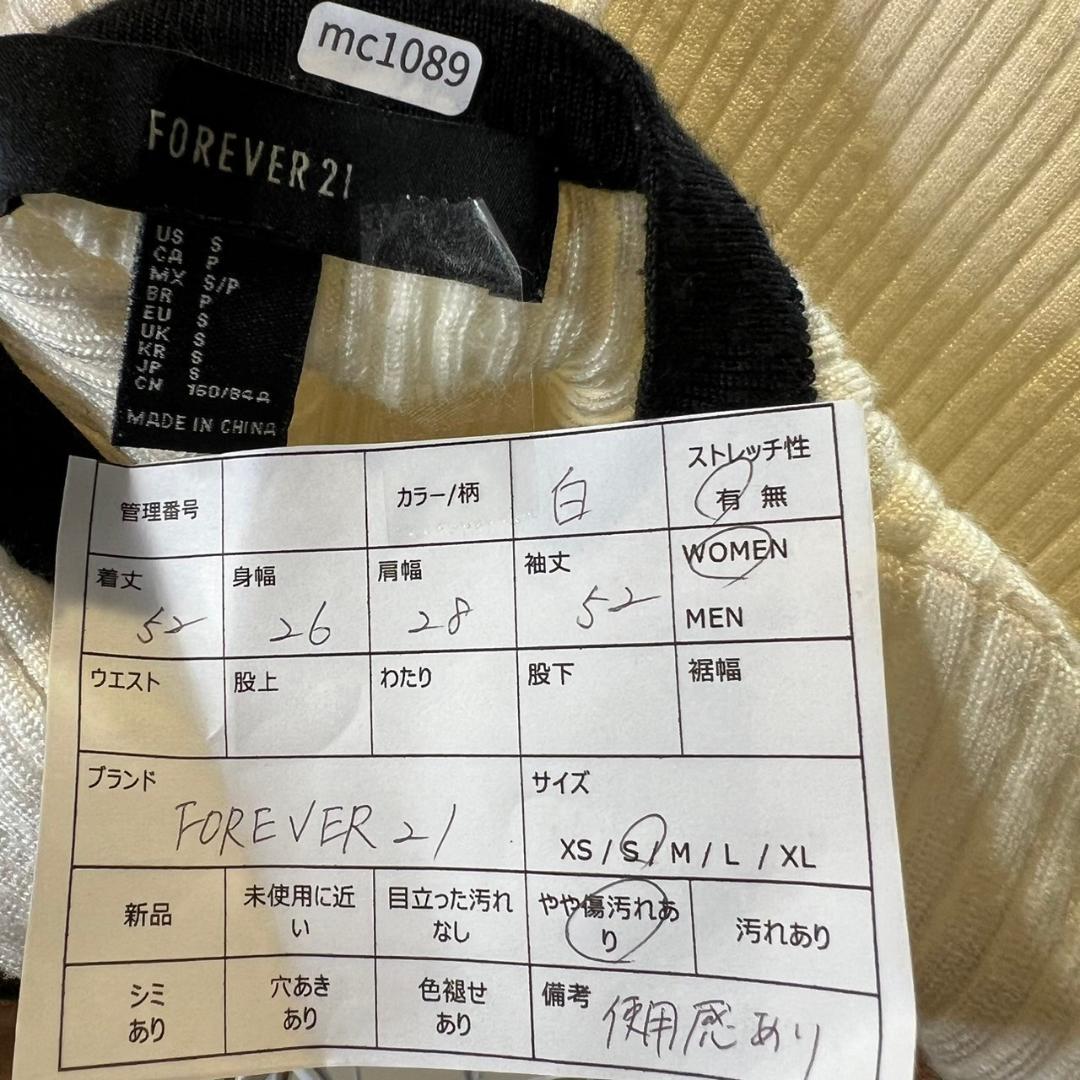 mc1089
FOREVER 21
US S
CA P
MX S/P
BR P
EU S
UK S
KR S
JP S
CN 160/84A
MADE IN CHINA
管理番号
カラー/柄
白
ストレッチ性
有 無
着丈
52
身幅
26
肩幅
28
袖丈
52
WOMEN
MEN
ウエスト
股上
わたり
股下
裾幅
ブランド
FOREVER 21
サイズ
XS / S / M / L / XL
新品
未使用に近
い
目立った汚れ
なし
やや傷汚れあ
り
汚れあり
シミ
あり
穴あき
あり
色褪せ
あり
備考
使用感あり